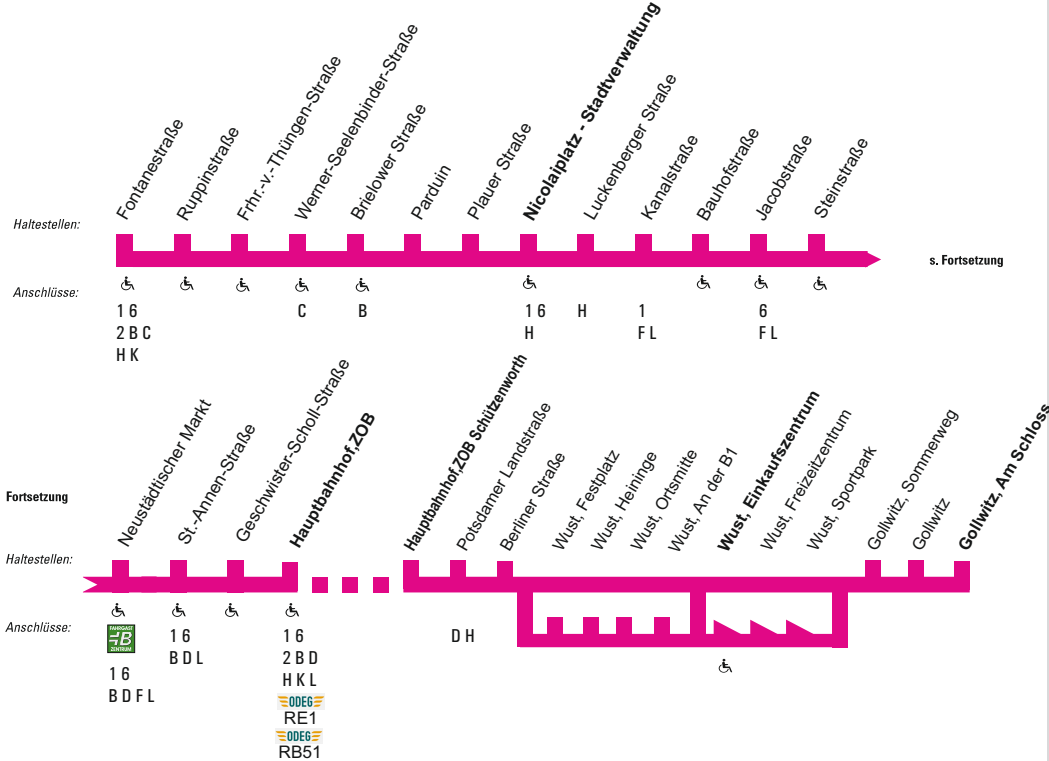 Fontanestraße
Ruppinstraße
Frhr.-v.-Thüngen-Straße
Werner-Seelenbinder-Straße
Brielower Straße
Parduin
Plauer Straße
Nicolaiplatz - Stadtverwaltung
Luckenberger Straße
Kanalstraße
Bauhofstraße
Jacobstraße
Steinstraße
Haltestellen:
s. Fortsetzung
Anschlüsse:
1 6
2 B C
H K
C
B
1 6
H
H
1
F L
6
F L
Neustädtischer Markt
St.-Annen-Straße
Geschwister-Scholl-Straße
Hauptbahnhof,ZOB
Hauptbahnhof,ZOB Schützenworth
Potsdamer Landstraße
Berliner Straße
Wust, Festplatz
Wust, Heininge
Wust, Ortsmitte
Wust, An der B1
Wust, Einkaufszentrum
Wust, Freizeitzentrum
Wust, Sportpark
Gollwitz, Sommerweg
Gollwitz
Gollwitz, Am Schloss
Fortsetzung
Haltestellen:
Anschlüsse:
FAHRGAST
B
ZENTRUM
1 6
B D F L
1 6
B D L
1 6
2 B D
H K L
ODEG
RE1
ODEG
RB51
D H